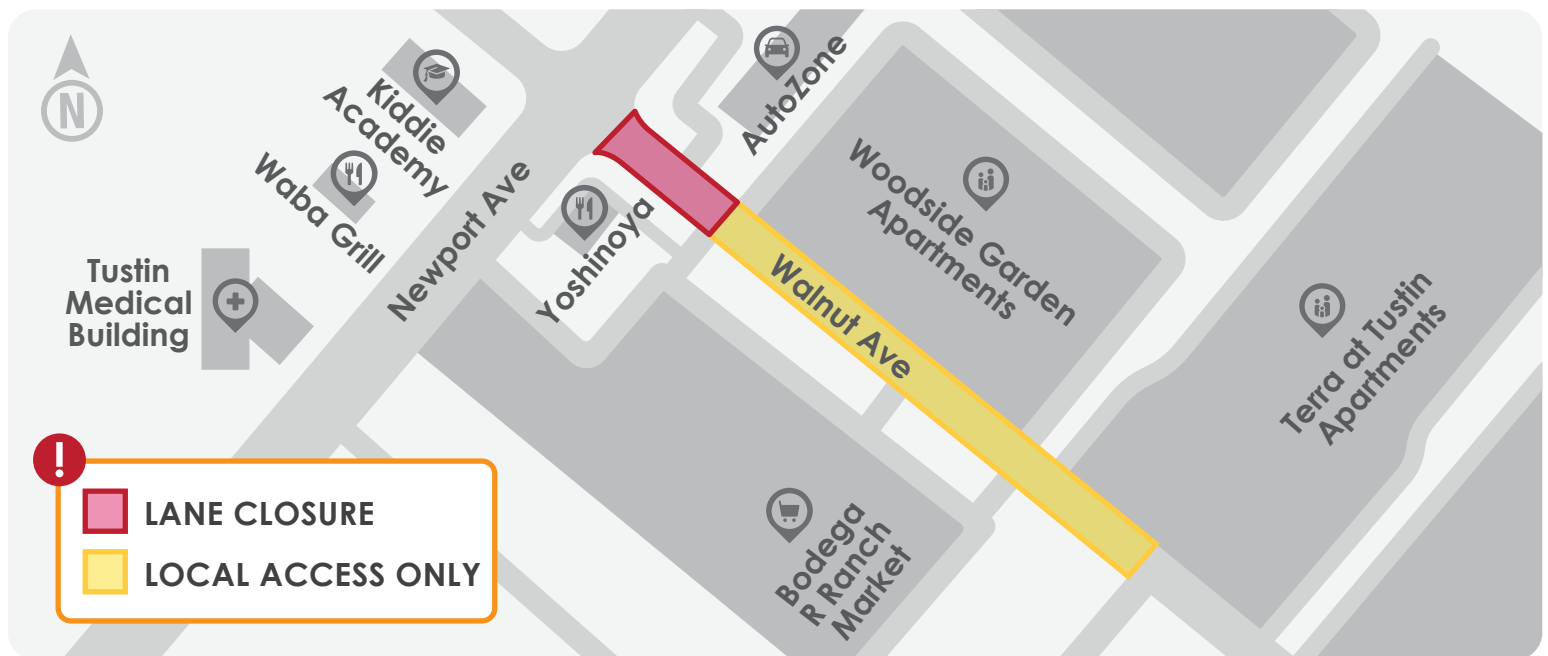 N
Kiddie
Academy
Waba Grill
Newport Ave
Yoshinoya
AutoZone
Tustin
Medical
Building
Woodside Garden
Apartments
Walnut Ave
Terra at Tustin
Apartments
Bodega
R Ranch
Market
!
LANE CLOSURE
LOCAL ACCESS ONLY